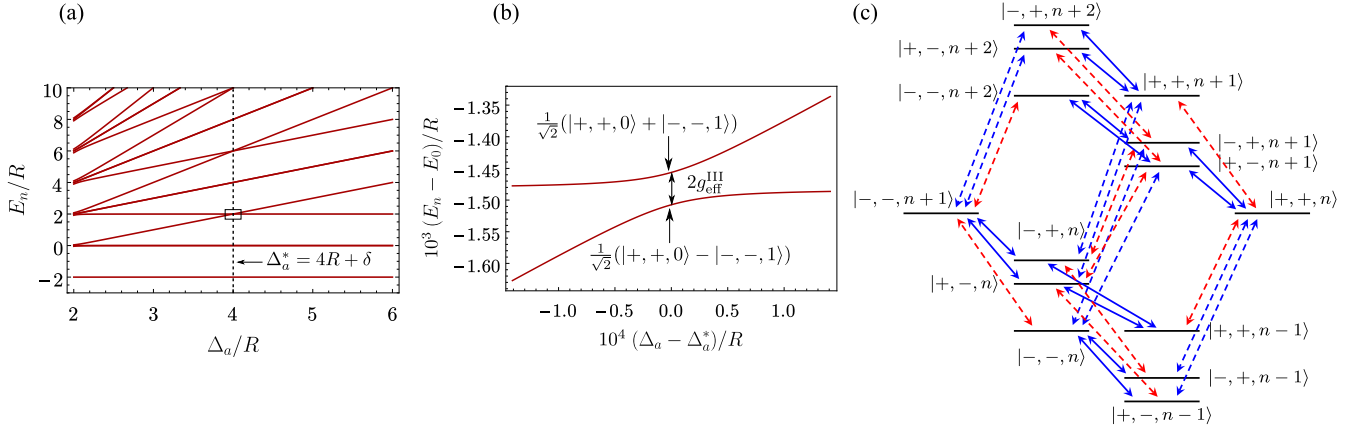 (a)
E_n/R
10
8
6
4
2
0
−2
Δ_a^* = 4R + δ
2
3
4
5
6
Δ_a/R
(b)
10^3 (E_n − E_0)/R
−1.35
−1.40
−1.45
−1.50
−1.55
−1.60
1/√2(|+,+,0⟩ + |−,−,1⟩)
2g_eff^III
1/√2(|+,+,0⟩ − |−,−,1⟩)
−1.0
−0.5
0.0
0.5
1.0
10^4 (Δ_a − Δ_a^*)/R
(c)
|−,+,n+2⟩
|+,−,n+2⟩
|−,−,n+2⟩
|+,+,n+1⟩
|−,+,n+1⟩
|+,−,n+1⟩
|−,−,n+1⟩
|+,+,n⟩
|−,+,n⟩
|+,−,n⟩
|−,−,n⟩
|+,+,n−1⟩
|−,+,n−1⟩
|+,−,n−1⟩